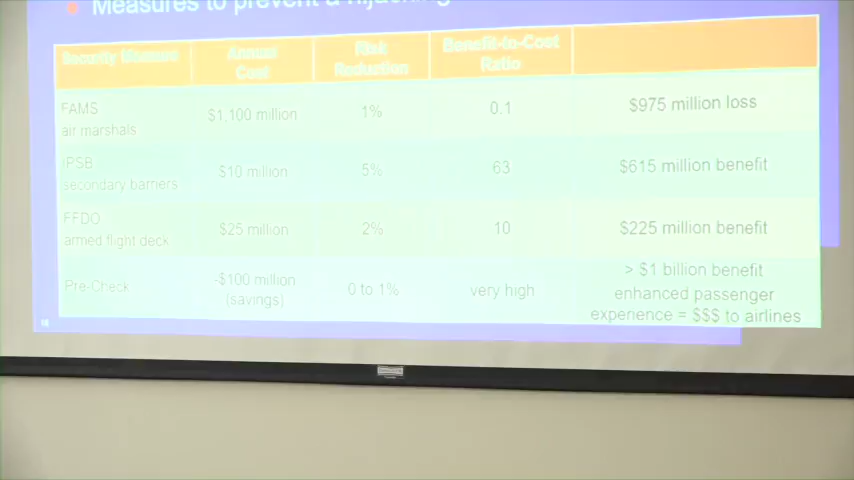 Measures to prevent a hijacking
Security Measure
Annual
Cost
Risk
Reduction
Benefit-to-Cost
Ratio
FAMS
air marshals
$1,100 million
1%
0.1
$975 million loss
IPSB
secondary barriers
$10 million
5%
63
$615 million benefit
FFDO
armed flight deck
$25 million
2%
10
$225 million benefit
Pre-Check
-$100 million
(savings)
0 to 1%
very high
> $1 billion benefit
enhanced passenger
experience = $$$ to airlines